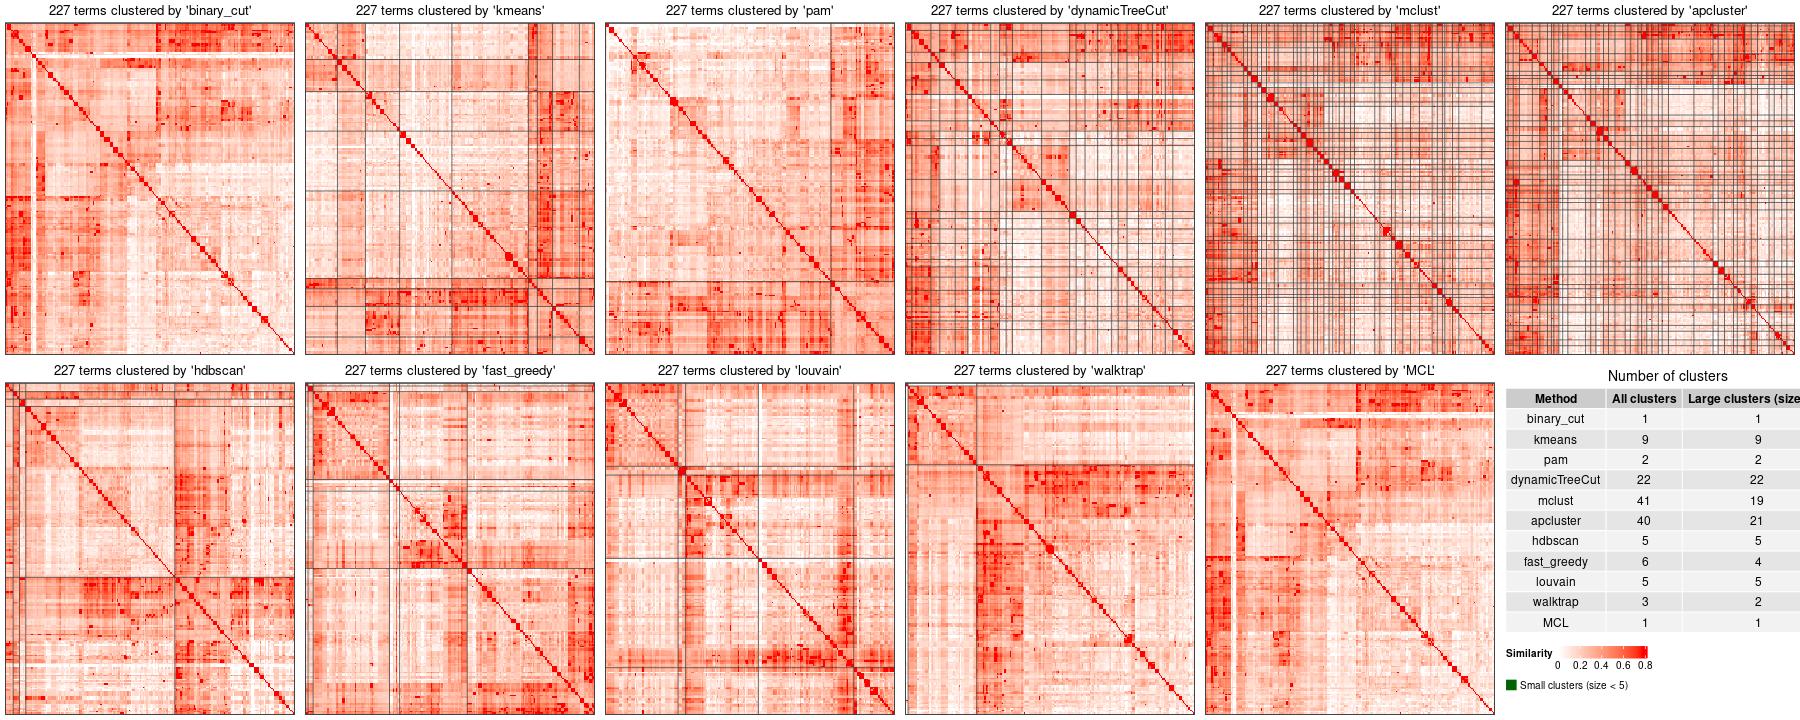 227 terms clustered by 'binary_cut'
227 terms clustered by 'kmeans'
227 terms clustered by 'pam'
227 terms clustered by 'dynamicTreeCut'
227 terms clustered by 'mclust'
227 terms clustered by 'apcluster'
227 terms clustered by 'hdbscan'
227 terms clustered by 'fast_greedy'
227 terms clustered by 'louvain'
227 terms clustered by 'walktrap'
227 terms clustered by 'MCL'
Number of clusters
Method All clusters Large clusters (size
binary_cut 1 1
kmeans 9 9
pam 2 2
dynamicTreeCut 22 22
mclust 41 19
apcluster 40 21
hdbscan 5 5
fast_greedy 6 4
louvain 5 5
walktrap 3 2
MCL 1 1
Similarity
0 0.2 0.4 0.6 0.8
Small clusters (size < 5)